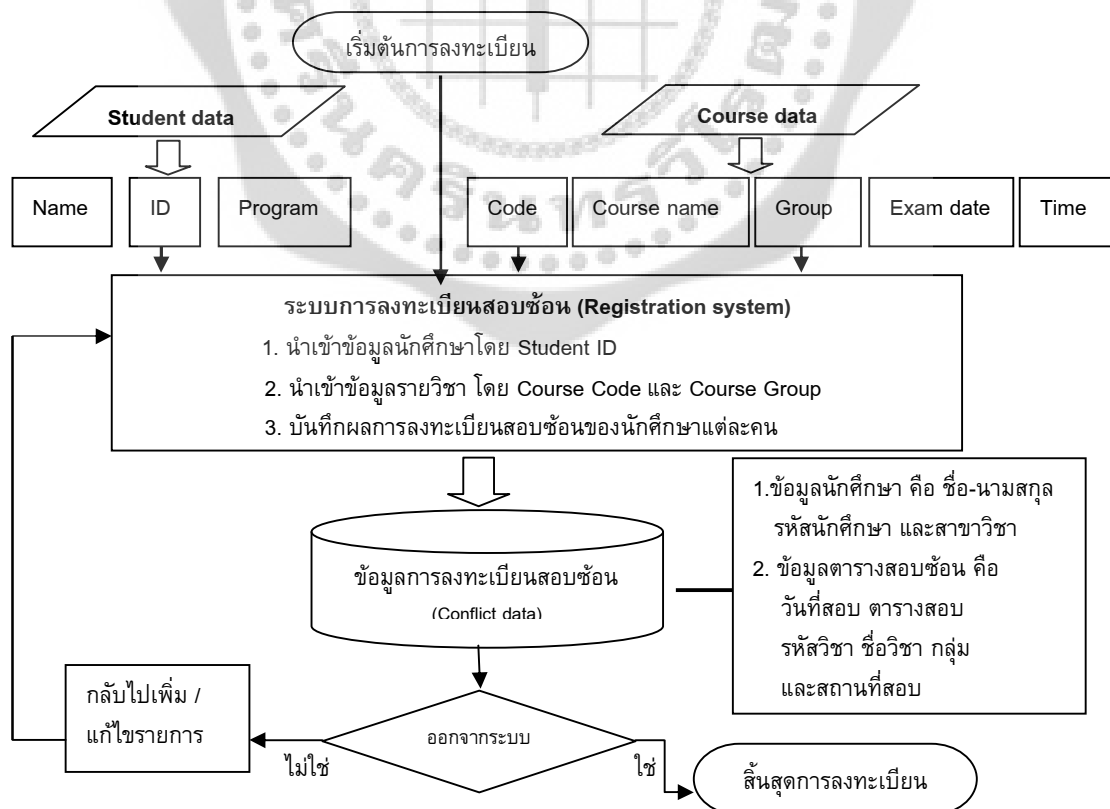 เริ่มต้นการลงทะเบียน
Student data
Course data
Name
ID
Program
Code
Course name
Group
Exam date
Time
ระบบการลงทะเบียนสอบซ้อน (Registration system)
1. นำเข้าข้อมูลนักศึกษาโดย Student ID
2. นำเข้าข้อมูลรายวิชา โดย Course Code และ Course Group
3. บันทึกผลการลงทะเบียนสอบซ้อนของนักศึกษาแต่ละคน
ข้อมูลการลงทะเบียนสอบซ้อน
(Conflict data)
1.ข้อมูลนักศึกษา คือ ชื่อ-นามสกุล
รหัสนักศึกษา และสาขาวิชา
2. ข้อมูลตารางสอบซ้อน คือ
วันที่สอบ ตารางสอบ
รหัสวิชา ชื่อวิชา กลุ่ม
และสถานที่สอบ
กลับไปเพิ่ม /
แก้ไขรายการ
ไม่ใช่
ออกจากระบบ
ใช่
สิ้นสุดการลงทะเบียน